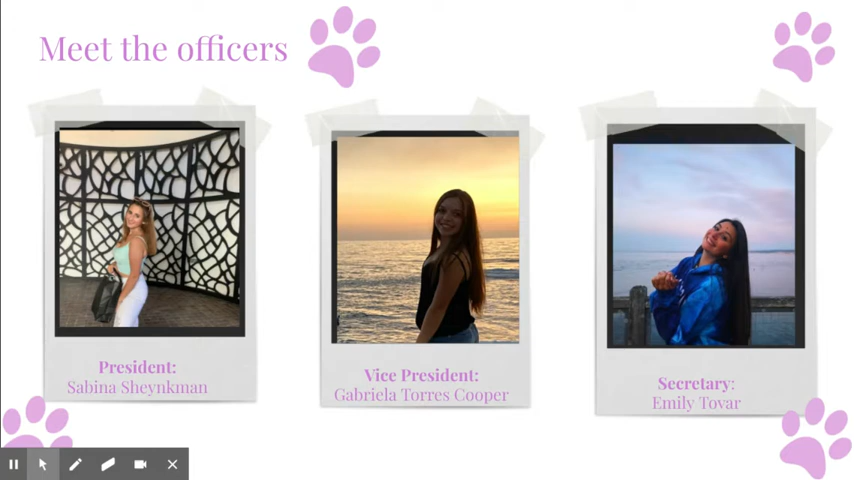 Meet the officers
President:
Sabina Sheynkman
Vice President:
Gabriela Torres Cooper
Secretary:
Emily Tovar